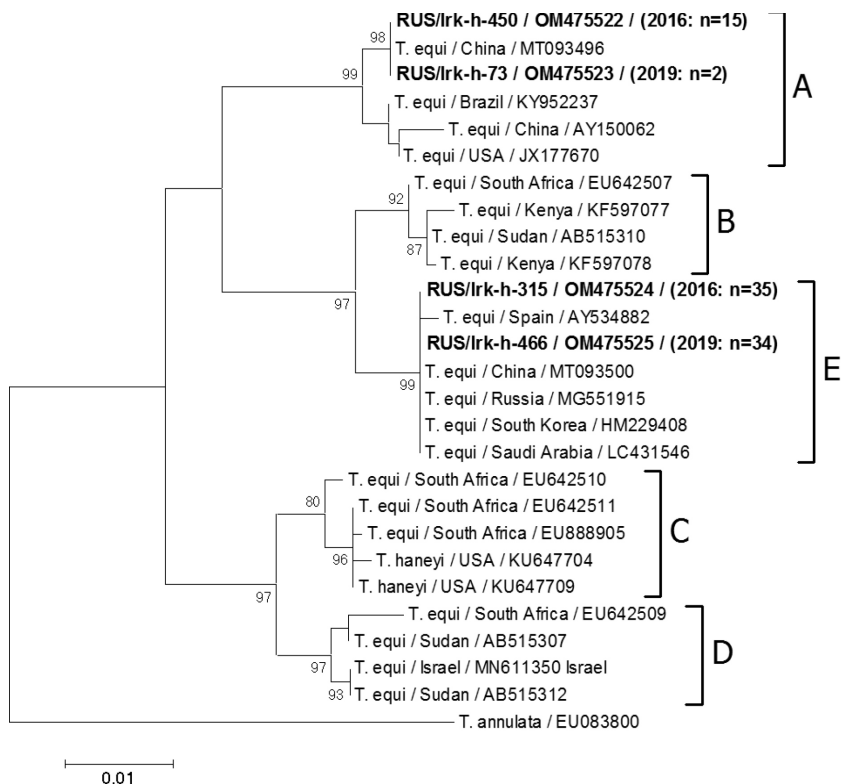 RUS/Irk-h-450 / OM475522 / (2016: n=15)
98
T. equi / China / MT093496
99
RUS/Irk-h-73 / OM475523 / (2019: n=2)
A
T. equi / Brazil / KY952237
T. equi / China / AY150062
T. equi / USA / JX177670
T. equi / South Africa / EU642507
92
T. equi / Kenya / KF597077
B
T. equi / Sudan / AB515310
87
T. equi / Kenya / KF597078
RUS/Irk-h-315 / OM475524 / (2016: n=35)
97
T. equi / Spain / AY534882
RUS/Irk-h-466 / OM475525 / (2019: n=34)
E
T. equi / China / MT093500
99
T. equi / Russia / MG551915
T. equi / South Korea / HM229408
T. equi / Saudi Arabia / LC431546
T. equi / South Africa / EU642510
80
T. equi / South Africa / EU642511
T. equi / South Africa / EU888905
C
96
T. haneyi / USA / KU647704
T. haneyi / USA / KU647709
97
T. equi / South Africa / EU642509
T. equi / Sudan / AB515307
D
97
T. equi / Israel / MN611350 Israel
93
T. equi / Sudan / AB515312
T. annulata / EU083800
0.01